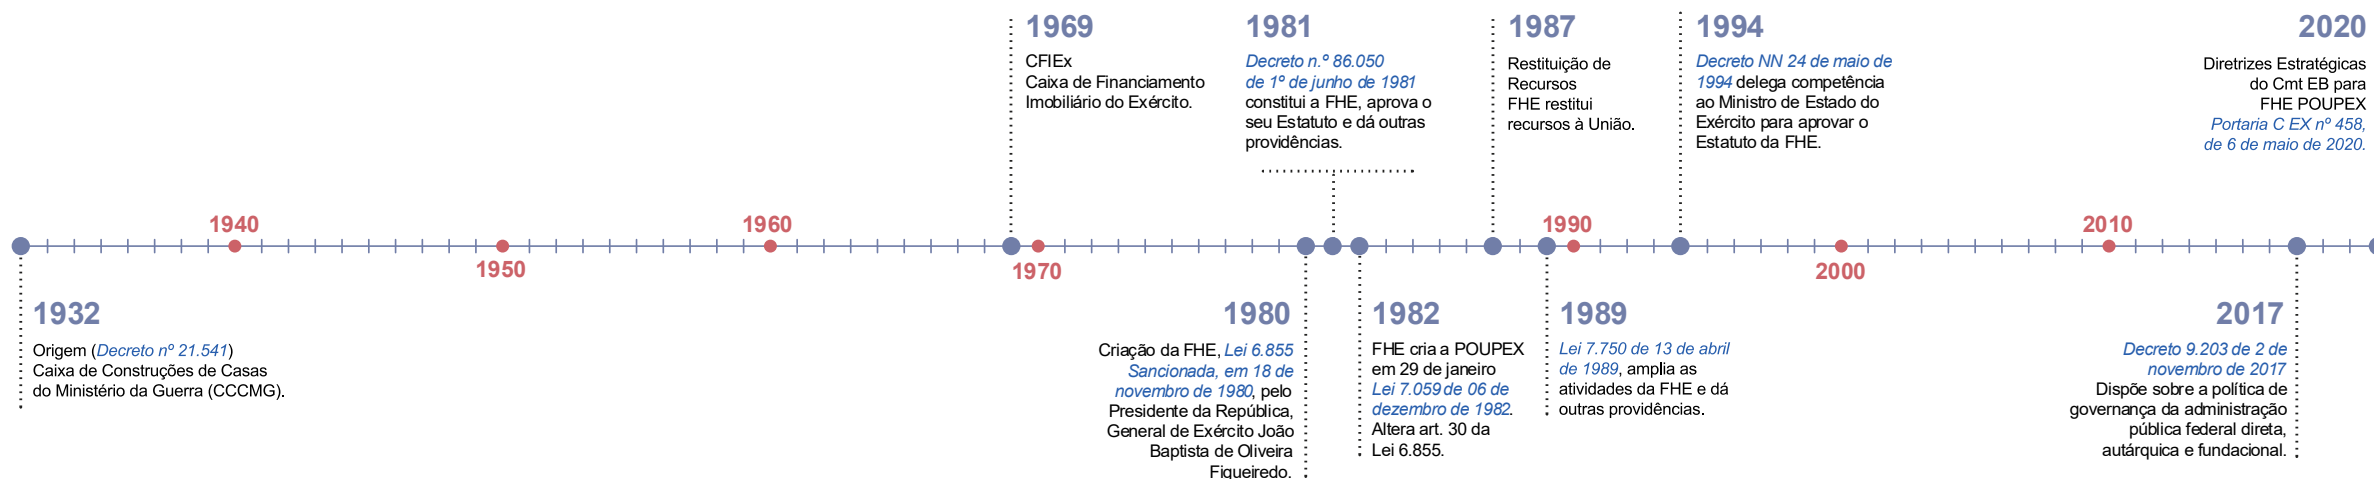 1969
CFIEx
Caixa de Financiamento
Imobiliário do Exército.
1981
Decreto n.º 86.050
de 1º de junho de 1981
constitui a FHE, aprova o
seu Estatuto e dá outras
providências.
1987
Restituição de
Recursos
FHE restitui
recursos à União.
1994
Decreto NN 24 de maio de
1994 delega competência
ao Ministro de Estado do
Exército para aprovar o
Estatuto da FHE.
2020
Diretrizes Estratégicas
do Cmt EB para
FHE POUPEX
Portaria C EX nº 458,
de 6 de maio de 2020.
1940
1950
1960
1970
1990
2000
2010
1932
Origem (Decreto nº 21.541)
Caixa de Construções de Casas
do Ministério da Guerra (CCCMG).
1980
Criação da FHE, Lei 6.855
Sancionada, em 18 de
novembro de 1980, pelo
Presidente da República,
General de Exército João
Baptista de Oliveira
Figueiredo.
1982
FHE cria a POUPEX
em 29 de janeiro
Lei 7.059 de 06 de
dezembro de 1982.
Altera art. 30 da
Lei 6.855.
1989
Lei 7.750 de 13 de abril
de 1989, amplia as
atividades da FHE e dá
outras providências.
2017
Decreto 9.203 de 2 de
novembro de 2017
Dispõe sobre a política de
governança da administração
pública federal direta,
autárquica e fundacional.